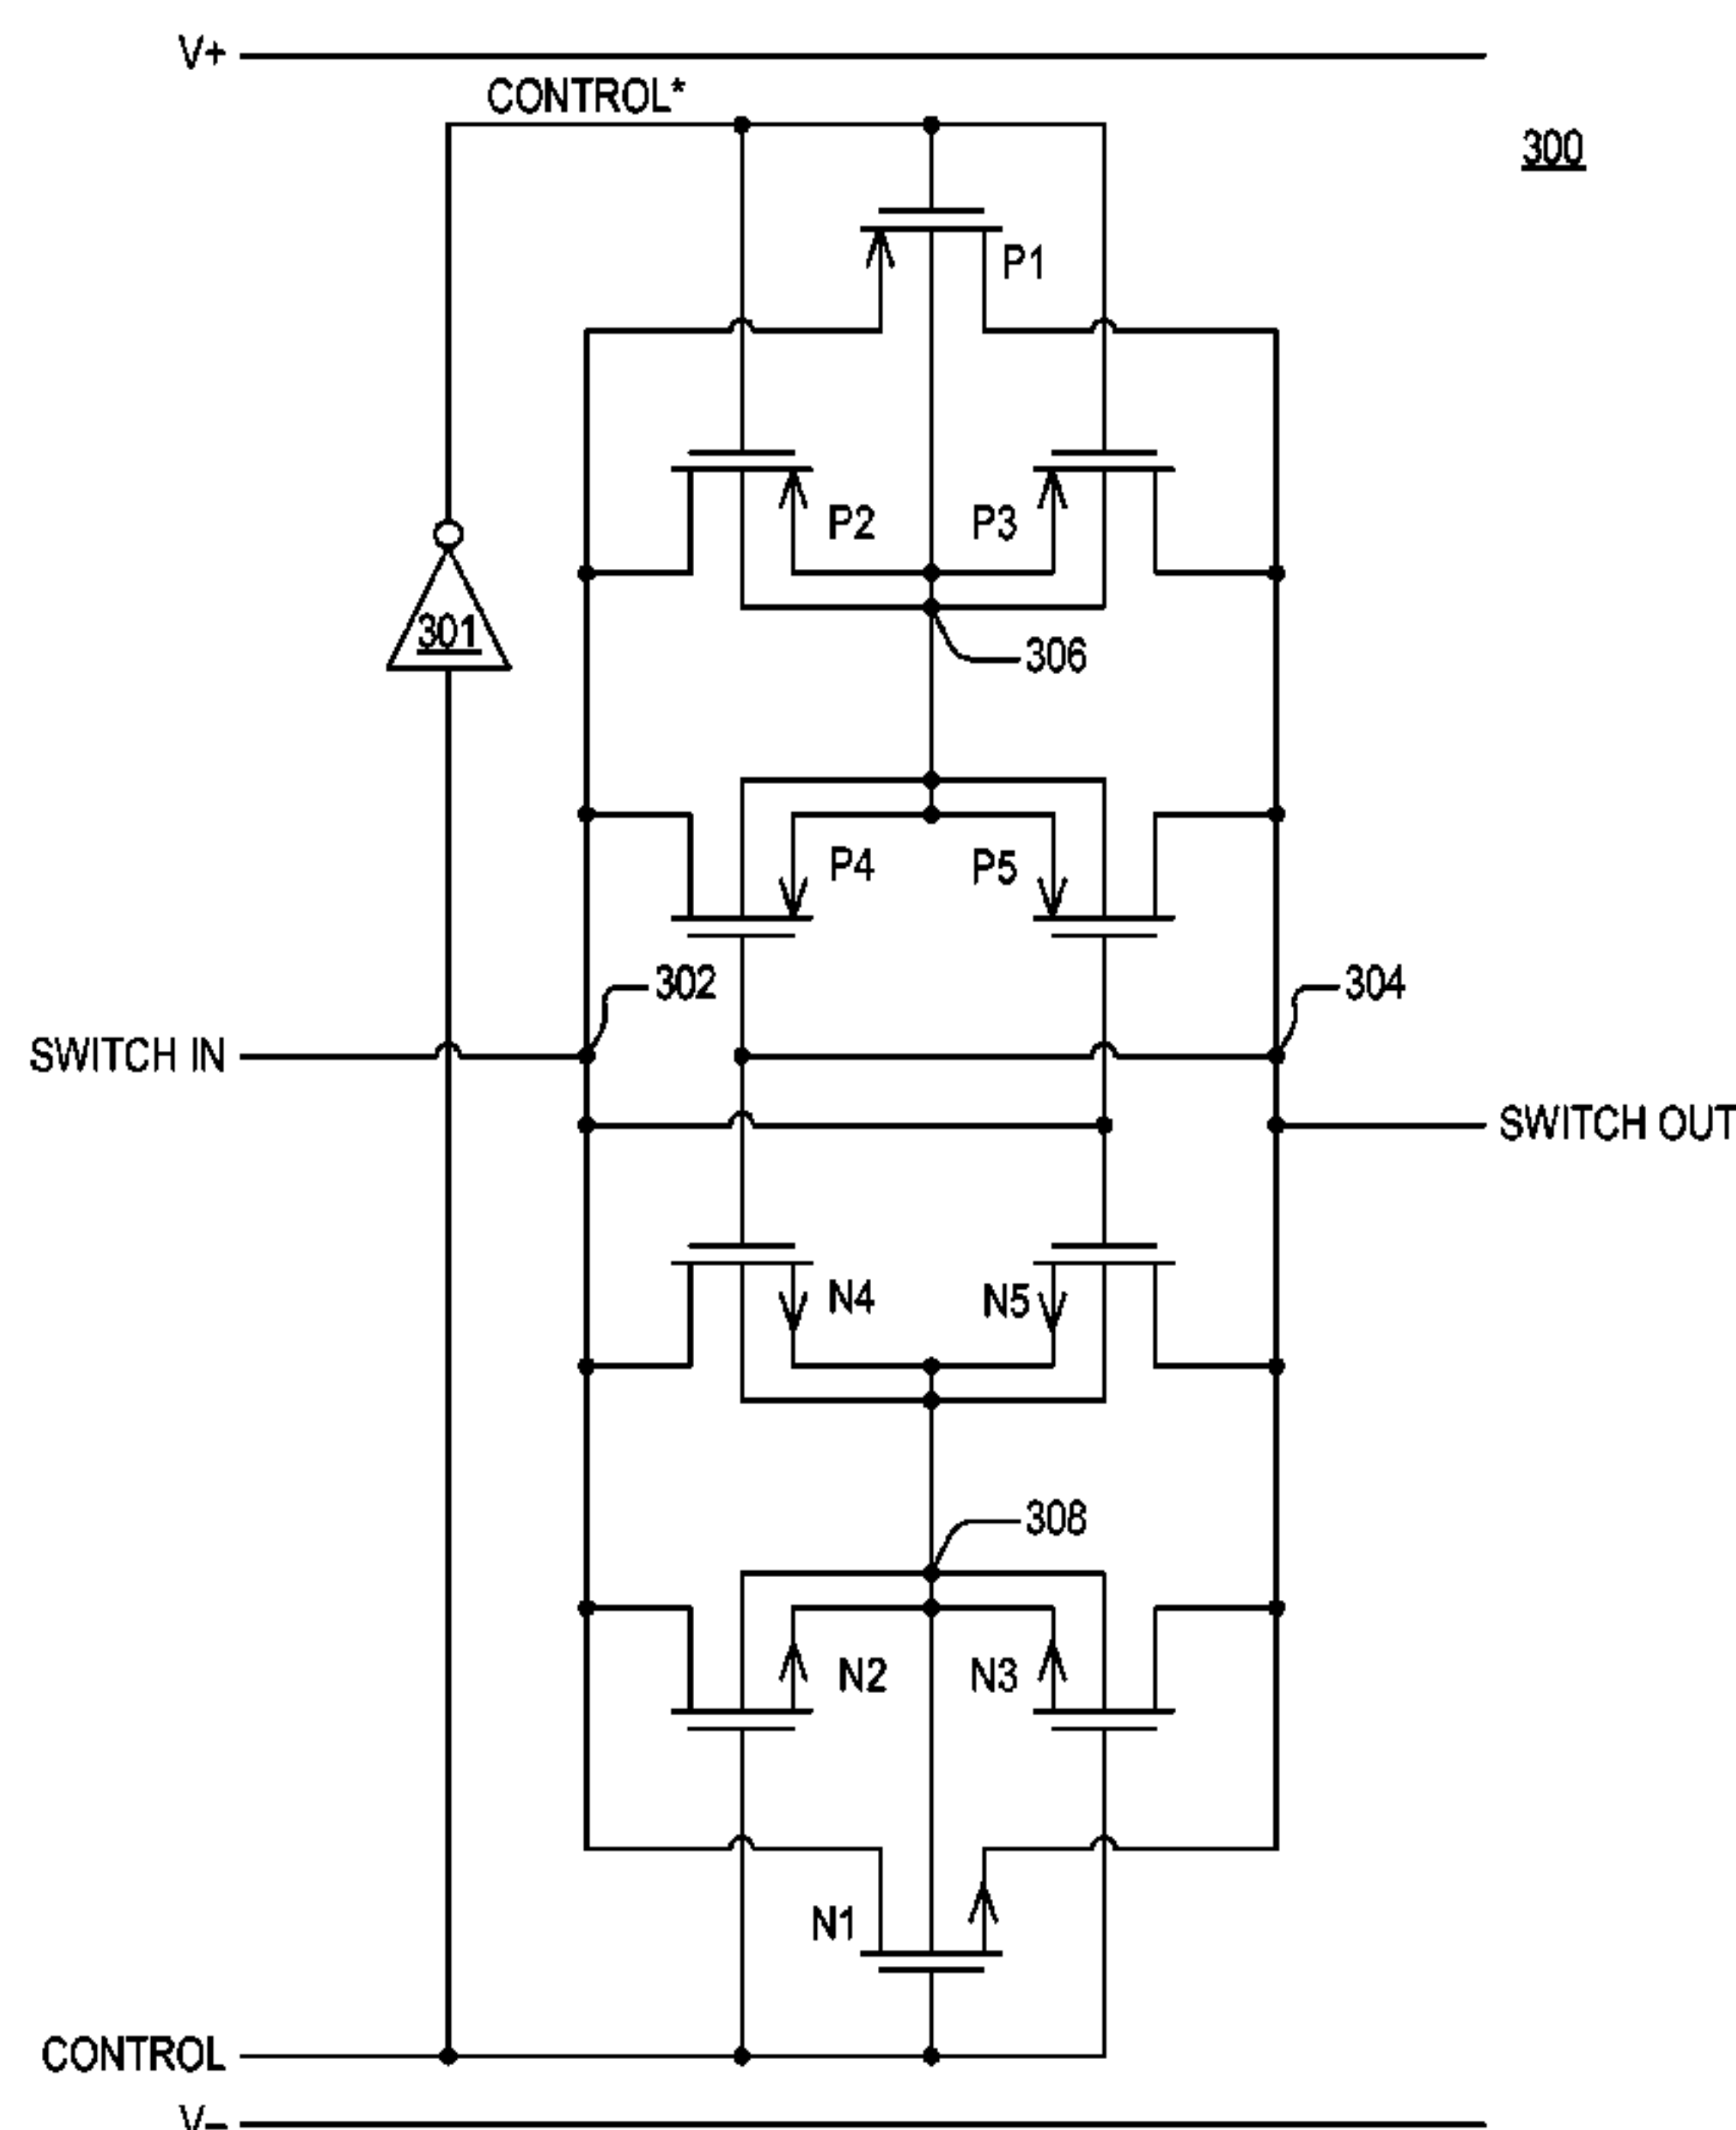 V+
CONTROL*
300
P1
P2
P3
301
306
P4
P5
302
304
SWITCH IN
SWITCH OUT
N4
N5
308
N2
N3
N1
CONTROL
V−